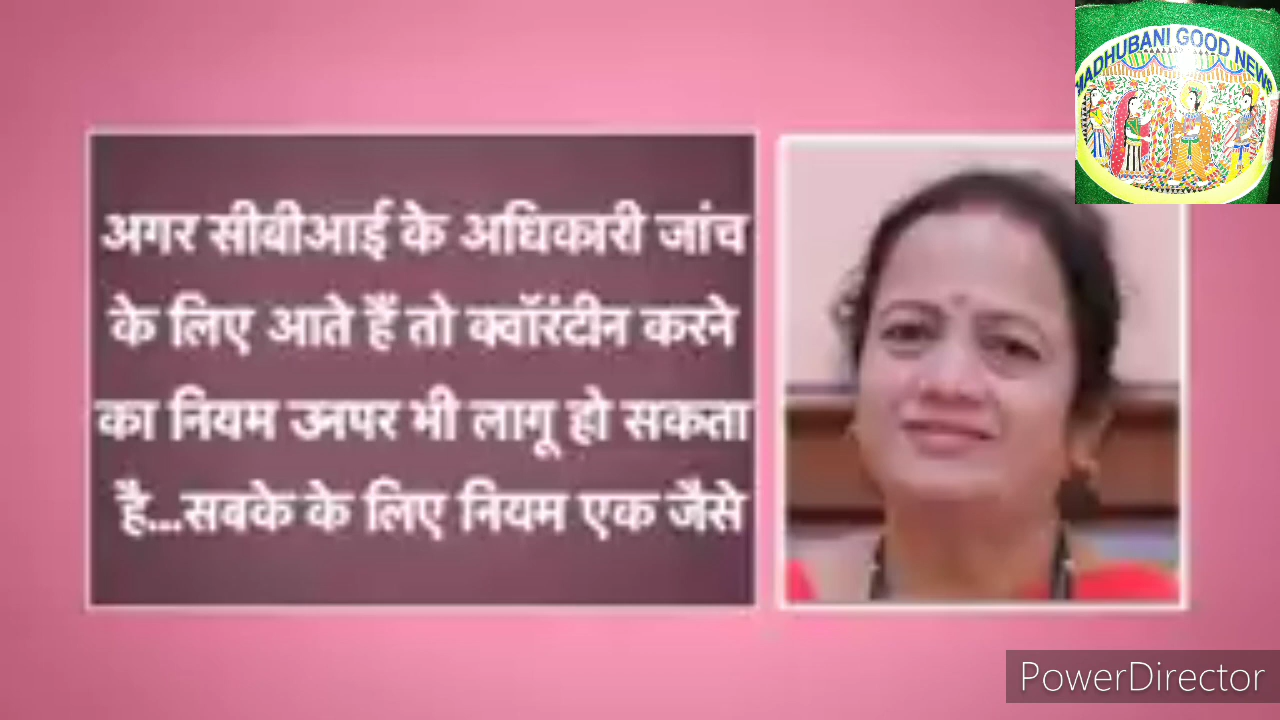 MADHUBANI GOOD NEWS
अगर सीबीआई के अधिकारी जांच
के लिए आते हैं तो क्वॉरंटीन करने
का नियम उनपर भी लागू हो सकता
है...सबके के लिए नियम एक जैसे
PowerDirector